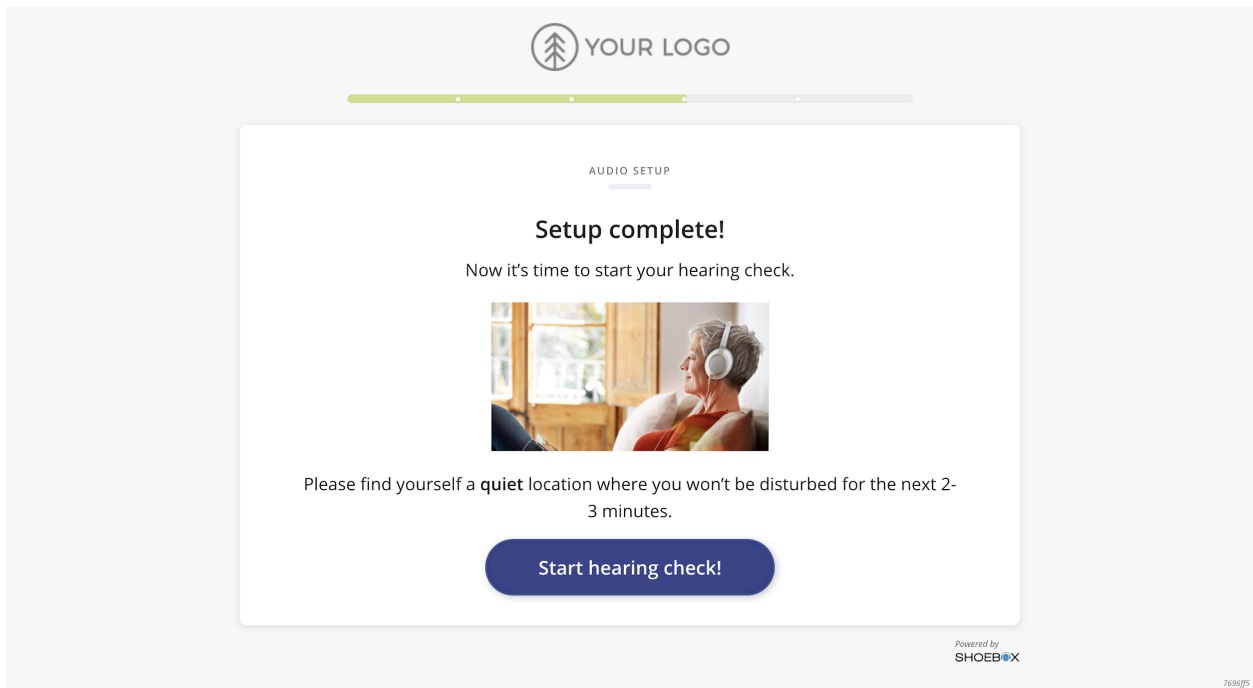 YOUR LOGO
AUDIO SETUP
Setup complete!
Now it’s time to start your hearing check.
Please find yourself a quiet location where you won’t be disturbed for the next 2-
3 minutes.
Start hearing check!
Powered by
SHOEBOX
7696ff5